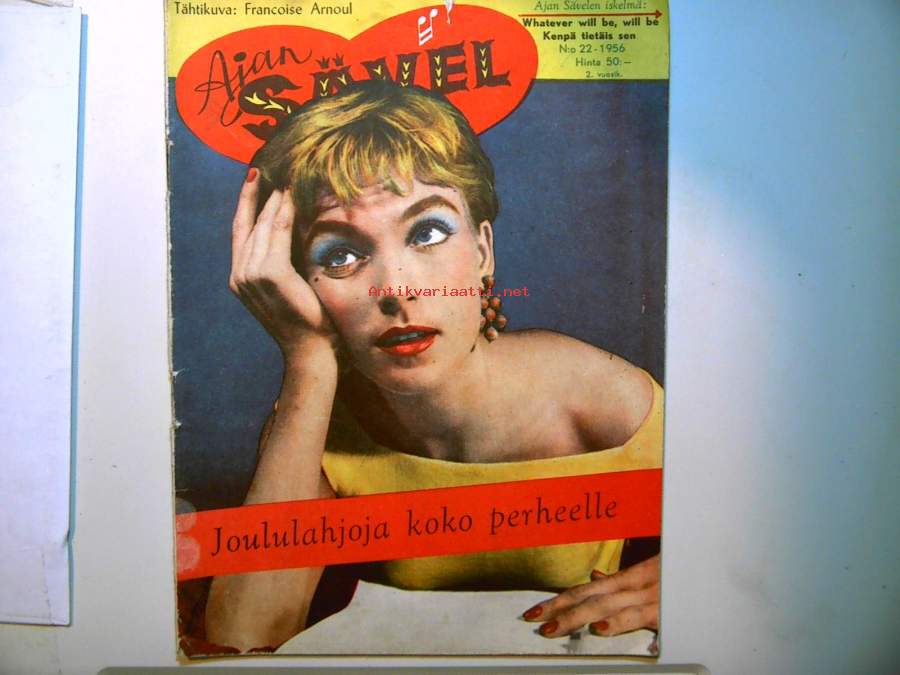 Tähtikuva: Francoise Arnoul
Ajan Sävelen iskelmä:
Whatever will be, will be
Kenpä tietäis sen
N:o 22 - 1956
Hinta 50:-
2. vuosik.
Ajan
SÄVEL
Antikvariaatti.net
Joululahjoja koko perheelle